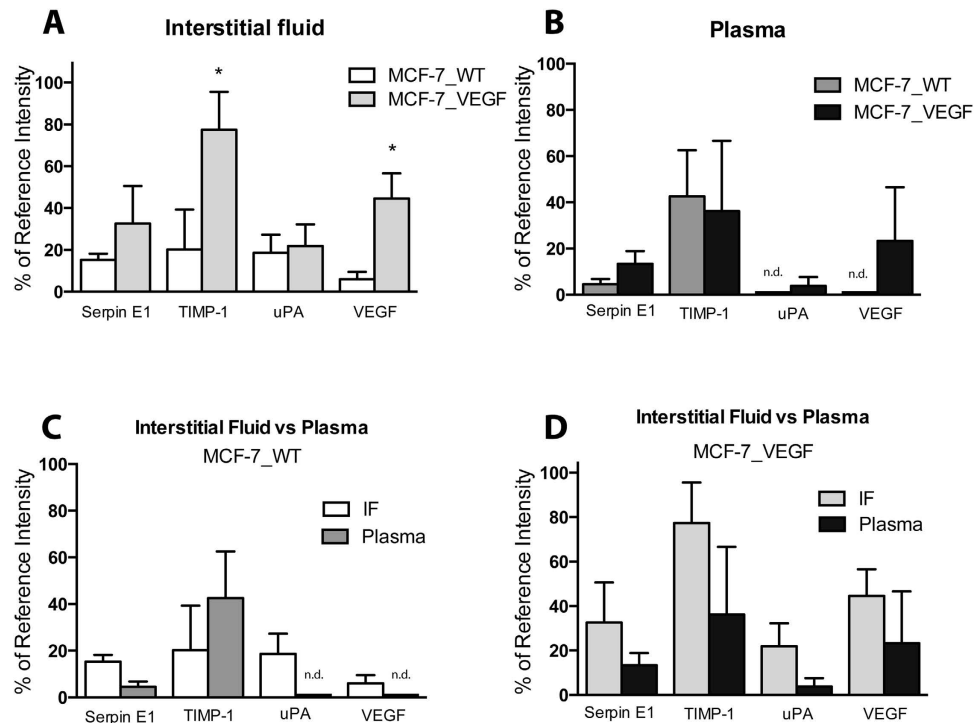 A
Interstitial fluid
% of Reference Intensity
100
80
60
40
20
0
*
*
MCF-7_WT
MCF-7_VEGF
Serpin E1 TIMP-1 uPA VEGF
B
Plasma
% of Reference Intensity
100
80
60
40
20
0
MCF-7_WT
MCF-7_VEGF
n.d. n.d.
Serpin E1 TIMP-1 uPA VEGF
C
Interstitial Fluid vs Plasma
MCF-7_WT
% of Reference Intensity
100
80
60
40
20
0
IF
Plasma
n.d. n.d.
Serpin E1 TIMP-1 uPA VEGF
D
Interstitial Fluid vs Plasma
MCF-7_VEGF
% of Reference Intensity
100
80
60
40
20
0
IF
Plasma
Serpin E1 TIMP-1 uPA VEGF